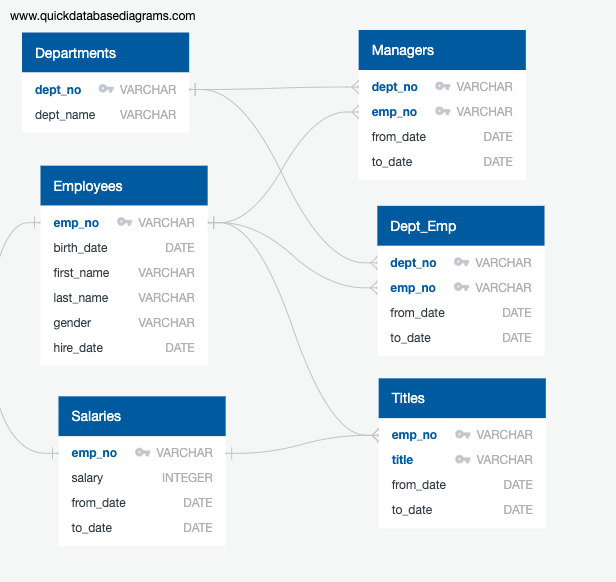 www.quickdatabasediagrams.com
Departments
dept_no VARCHAR
dept_name VARCHAR
Managers
dept_no VARCHAR
emp_no VARCHAR
from_date DATE
to_date DATE
Employees
emp_no VARCHAR
birth_date DATE
first_name VARCHAR
last_name VARCHAR
gender VARCHAR
hire_date DATE
Dept_Emp
dept_no VARCHAR
emp_no VARCHAR
from_date DATE
to_date DATE
Salaries
emp_no VARCHAR
salary INTEGER
from_date DATE
to_date DATE
Titles
emp_no VARCHAR
title VARCHAR
from_date DATE
to_date DATE